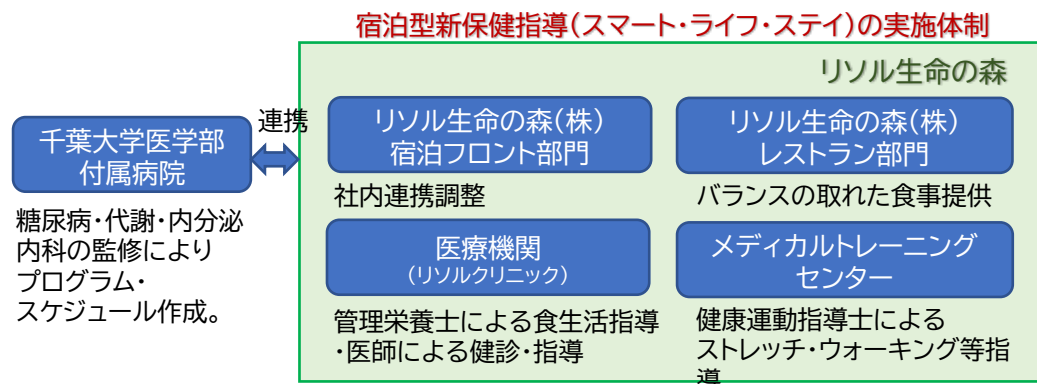 宿泊型新保健指導(スマート・ライフ・ステイ)の実施体制
リソル生命の森
千葉大学医学部
付属病院
連携
糖尿病・代謝・内分泌
内科の監修により
プログラム・
スケジュール作成。
リソル生命の森(株)
宿泊フロント部門
社内連携調整
リソル生命の森(株)
レストラン部門
バランスの取れた食事提供
医療機関
(リソルクリニック)
管理栄養士による食生活指導
・医師による健診・指導
メディカルトレーニング
センター
健康運動指導士による
ストレッチ・ウォーキング等指
導